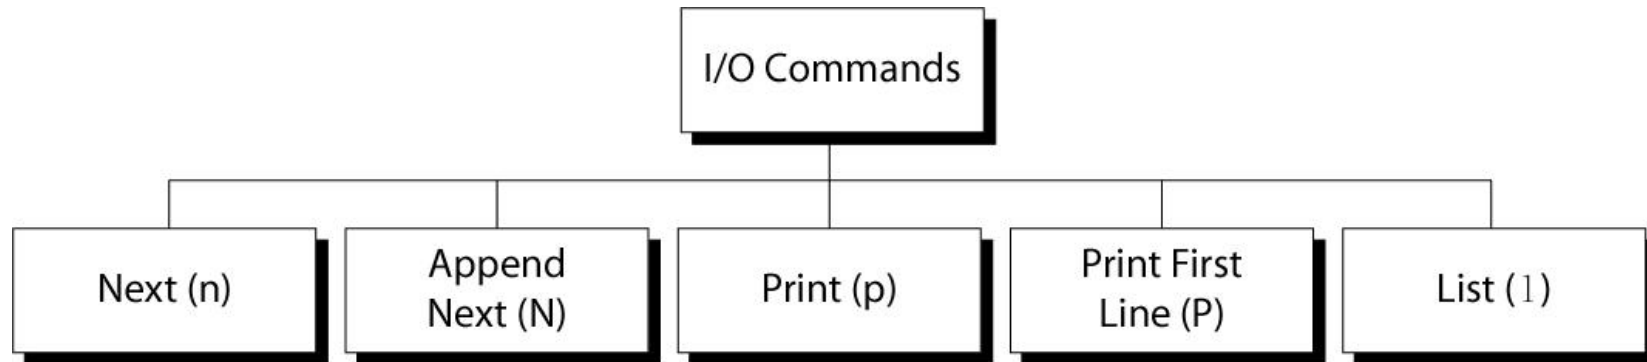 I/O Commands
Next (n)
Append
Next (N)
Print (p)
Print First
Line (P)
List (l)